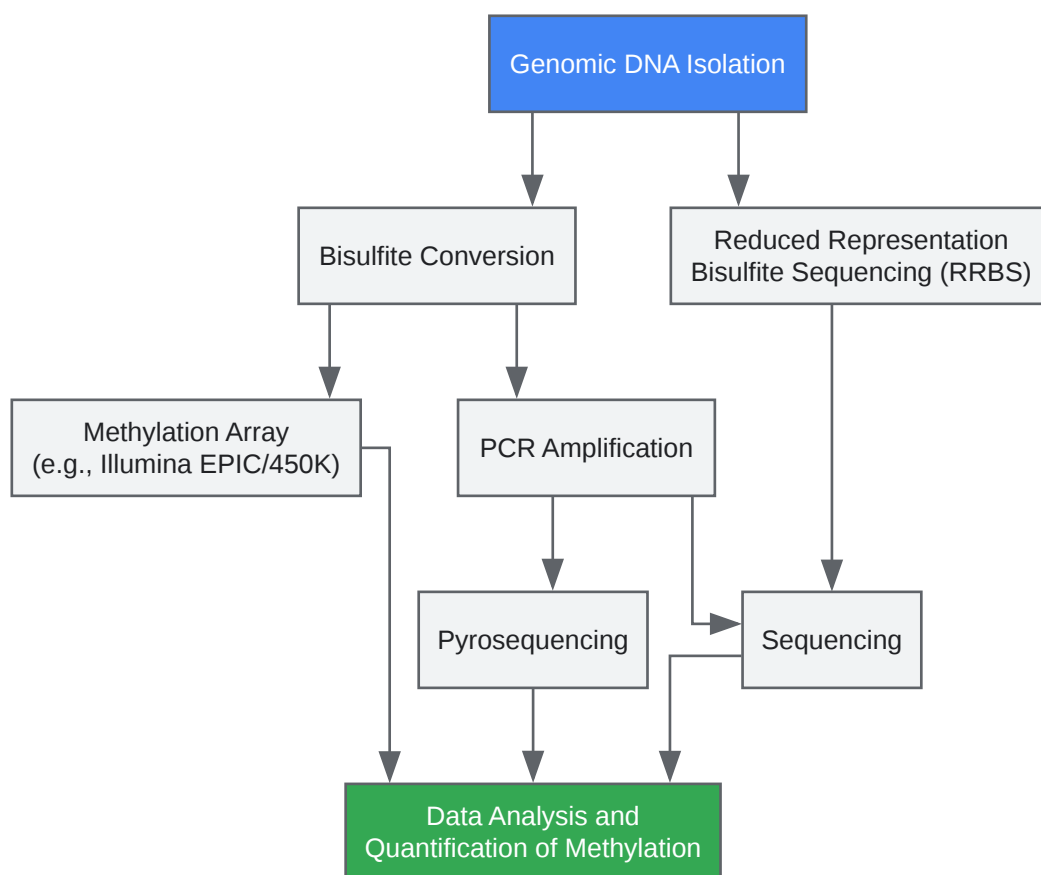 Genomic DNA Isolation
Bisulfite Conversion
Reduced Representation
Bisulfite Sequencing (RRBS)
Methylation Array
(e.g., Illumina EPIC/450K)
PCR Amplification
Pyrosequencing
Sequencing
Data Analysis and
Quantification of Methylation